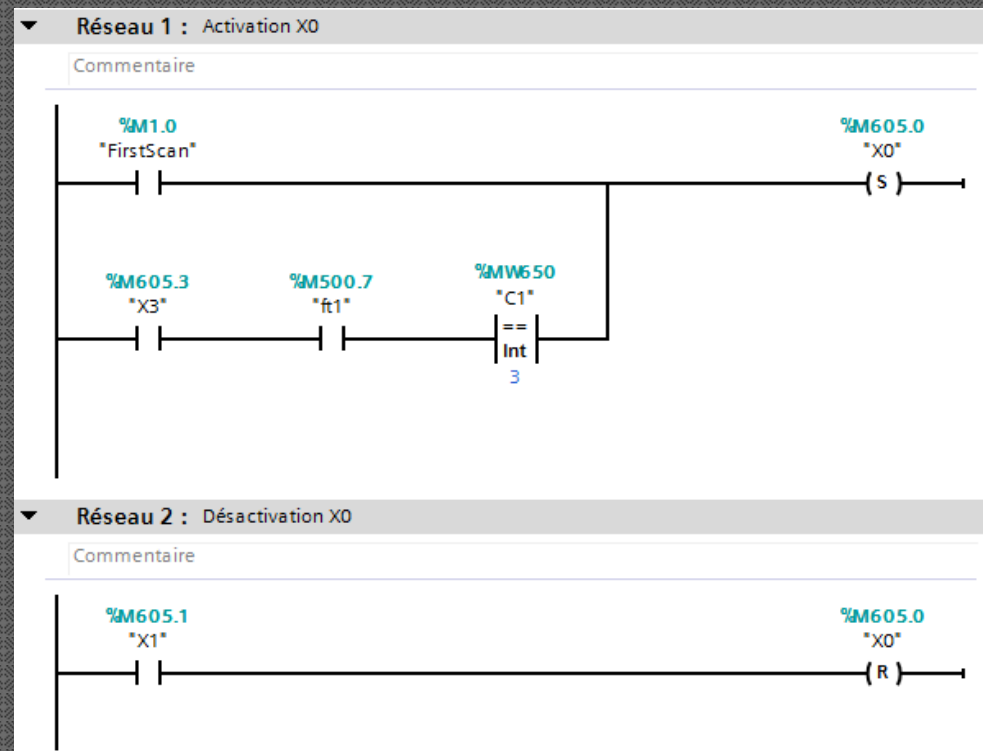 Réseau 1 : Activation X0
Commentaire
%M1.0 %M605.0
"FirstScan" "X0"
( S )
%M605.3 %M500.7 %MW650
"X3" "ft1" "C1"
==
Int
3
Réseau 2 : Désactivation X0
Commentaire
%M605.1 %M605.0
"X1" "X0"
( R )